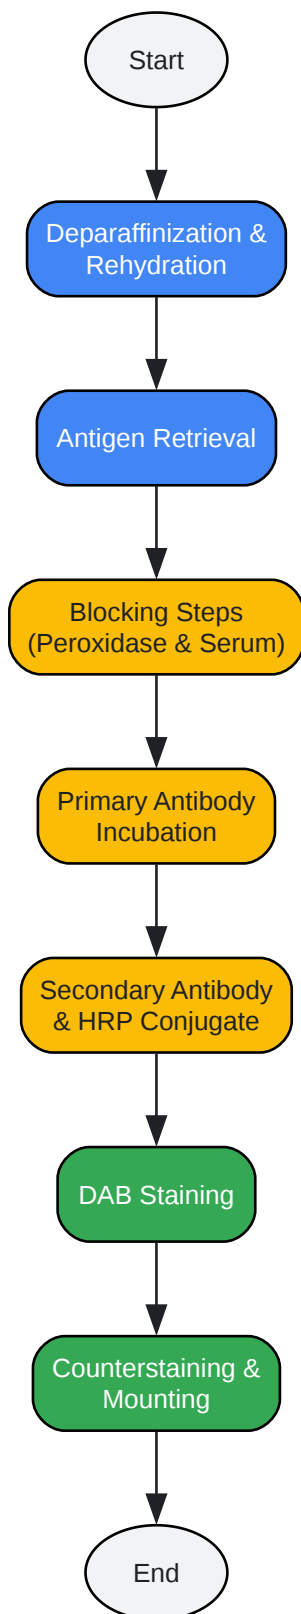 Start
Deparaffinization &
Rehydration
Antigen Retrieval
Blocking Steps
(Peroxidase & Serum)
Primary Antibody
Incubation
Secondary Antibody
& HRP Conjugate
DAB Staining
Counterstaining &
Mounting
End